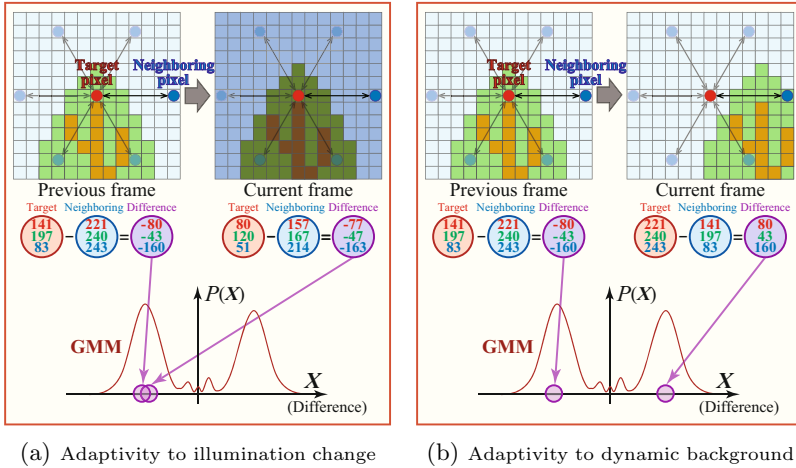 Target
pixel
Neighboring
pixel
Previous frame
Current frame
Target Neighboring Difference
141 221 -80
197 − 240 = -43
83 243 -160
Target Neighboring Difference
80 157 -77
120 − 167 = -47
51 214 -163
P(X)
GMM
X
(Difference)
(a) Adaptivity to illumination change
Target
pixel
Neighboring
pixel
Previous frame
Current frame
Target Neighboring Difference
141 221 -80
197 − 240 = -43
83 243 -160
Target Neighboring Difference
221 141 80
240 − 197 = 43
243 83 160
P(X)
GMM
X
(Difference)
(b) Adaptivity to dynamic background